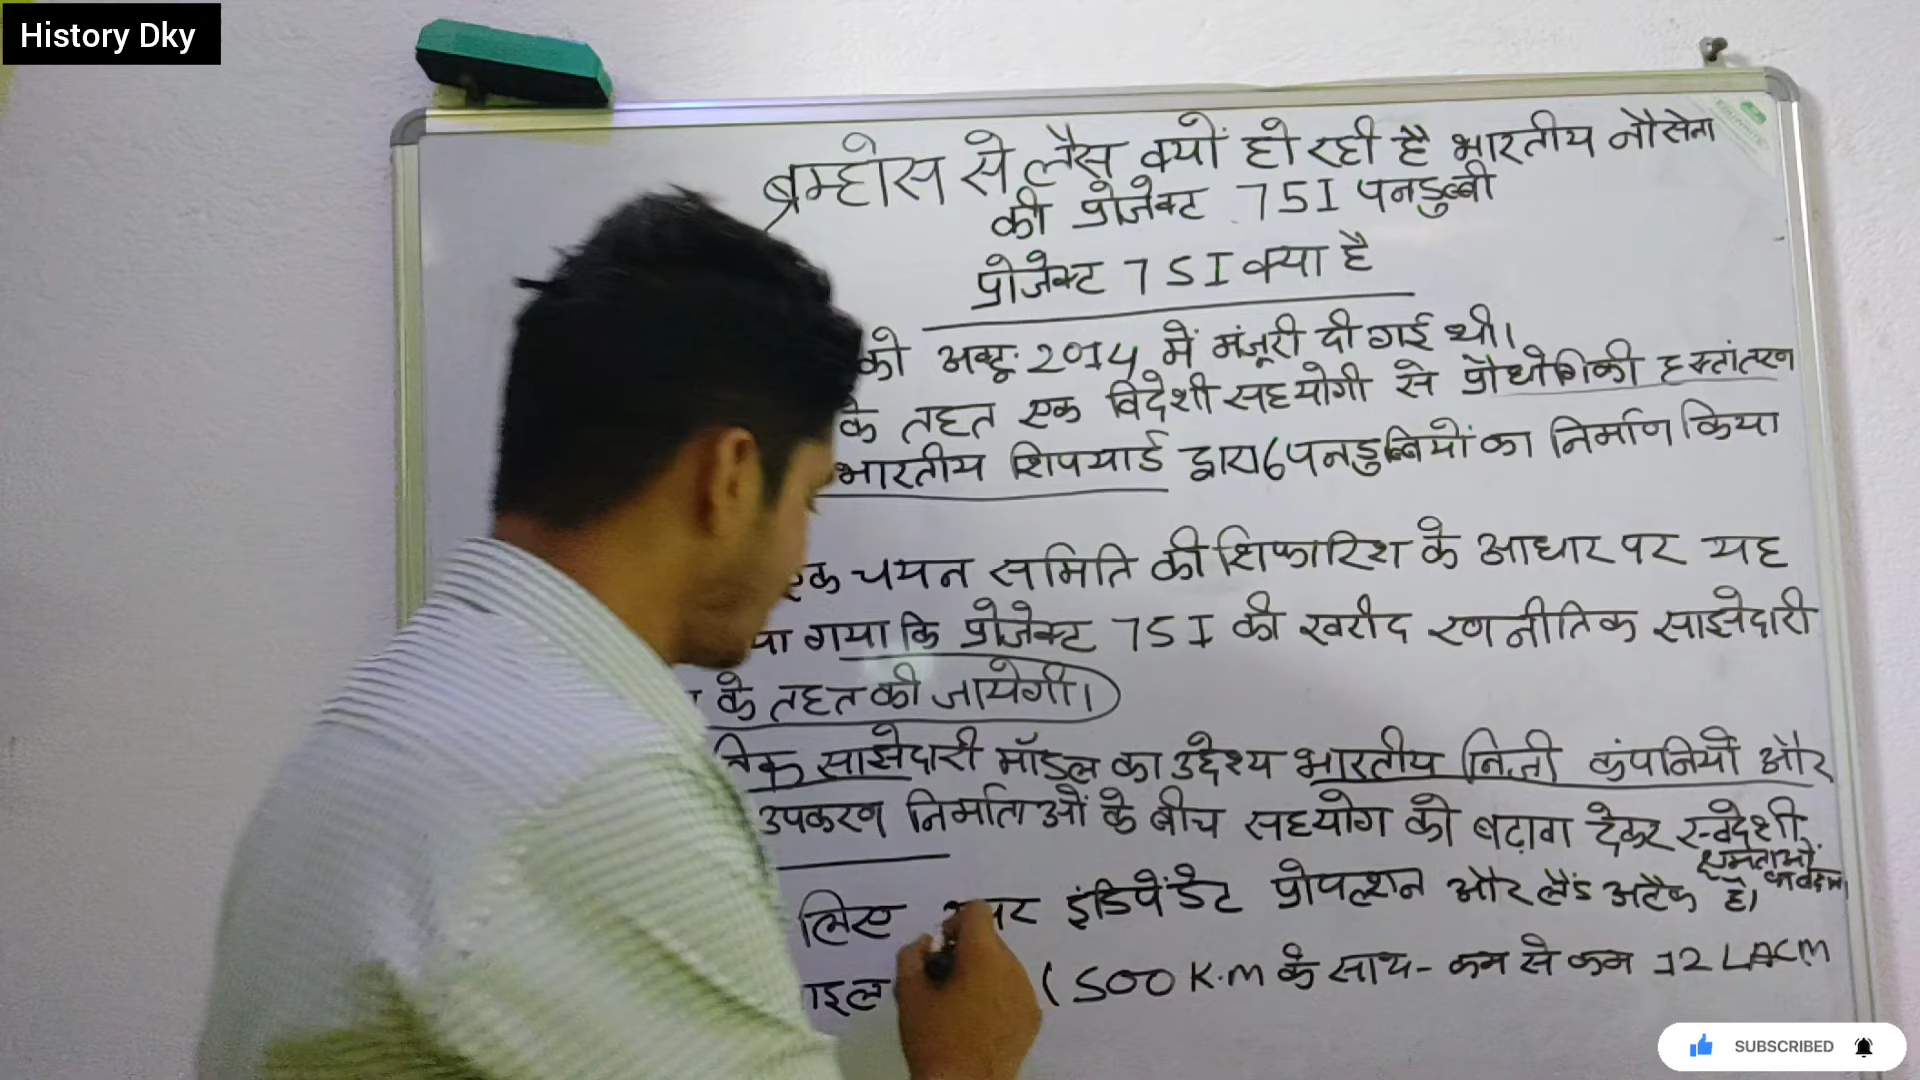 History Dky
ब्रम्होस से लैस क्यों हो रही है भारतीय नौसेना
की प्रोजेक्ट 75I पनडुब्बी
प्रोजेक्ट 75I क्या है
को अक्टू. 2014 में मंजूरी दी गई थी।
के तहत एक विदेशी सहयोगी से प्रौद्योगिकी हस्तांतरण
भारतीय शिपयार्ड द्वारा 6 पनडुब्बियों का निर्माण किया
एक चयन समिति की सिफारिश के आधार पर यह
गया कि प्रोजेक्ट 75I की खरीद रणनीतिक साझेदारी
के तहत की जायेगी।
साझेदारी मॉडल का उद्देश्य भारतीय निजी कंपनियों और
उपकरण निर्माताओं के बीच सहयोग को बढ़ावा देकर स्वदेशी
क्षमताओं
लिए इंडिपेंडेंट प्रोपल्शन और लैंड अटैक है।
(500 K.M के साथ - कम से कम 12 LACM
SUBSCRIBED